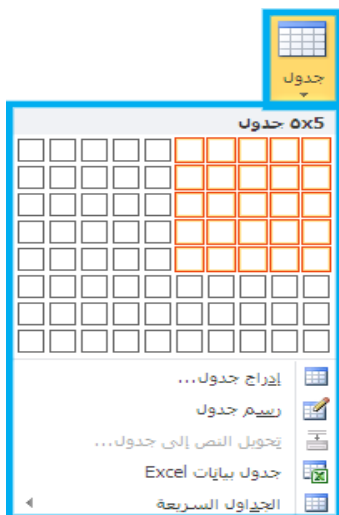 جدول
5x5 جدول
إدراج جدول...
رسم جدول
تحويل النص إلى جدول...
جدول بيانات Excel
الجداول السريعة